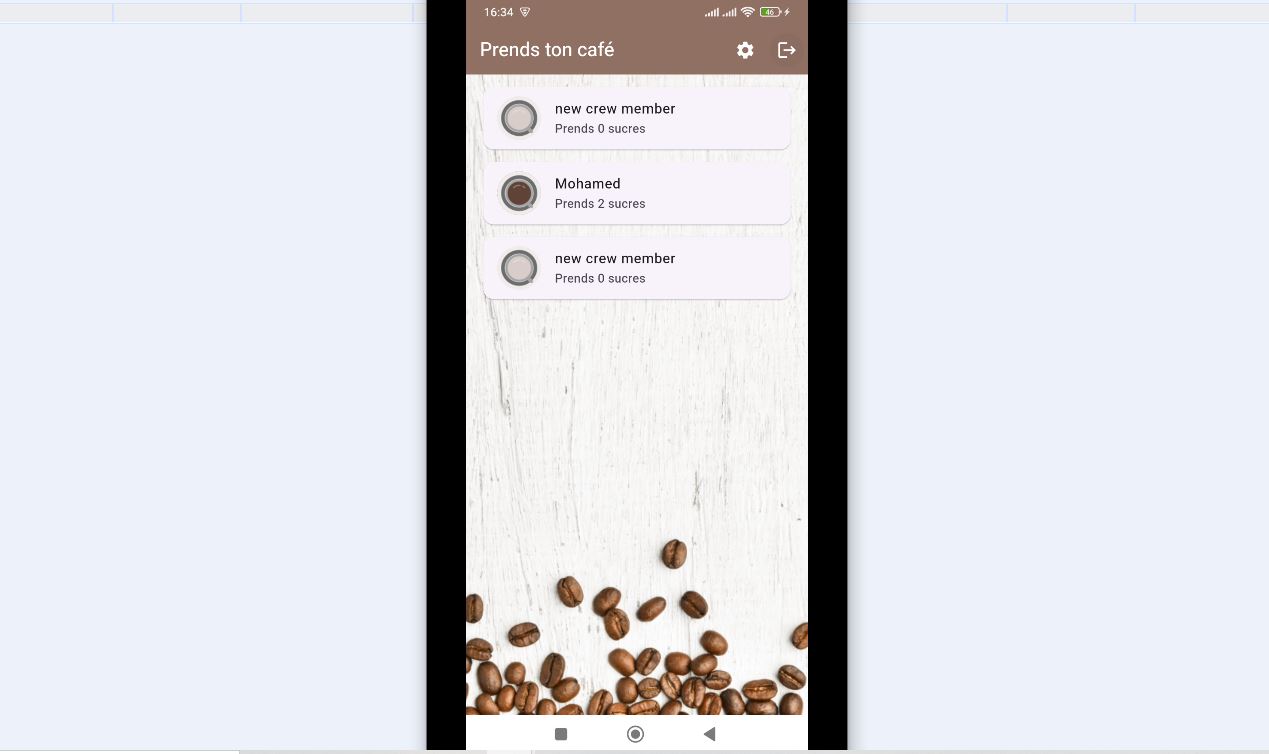 16:34
46
Prends ton café
new crew member
Prends 0 sucres
Mohamed
Prends 2 sucres
new crew member
Prends 0 sucres